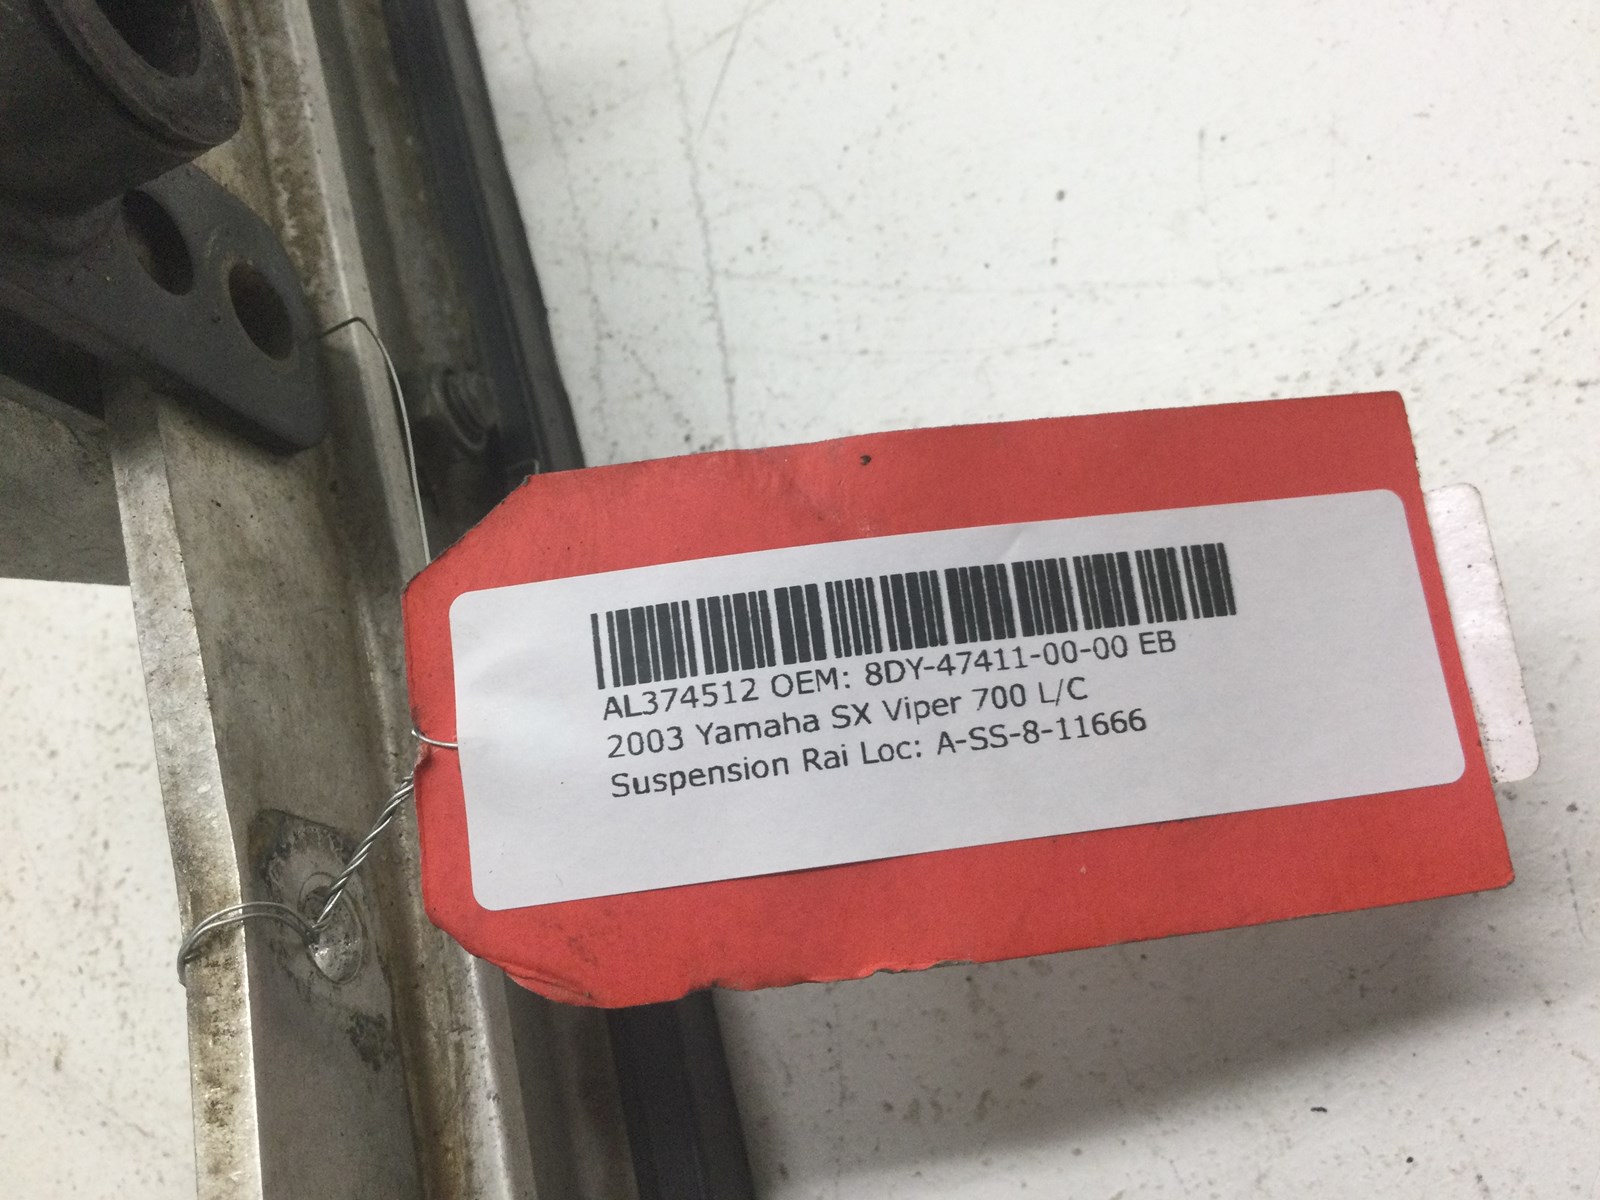 AL374512 OEM: 8DY-47411-00-00 EB
2003 Yamaha SX Viper 700 L/C
Suspension Rai Loc: A-SS-8-11666